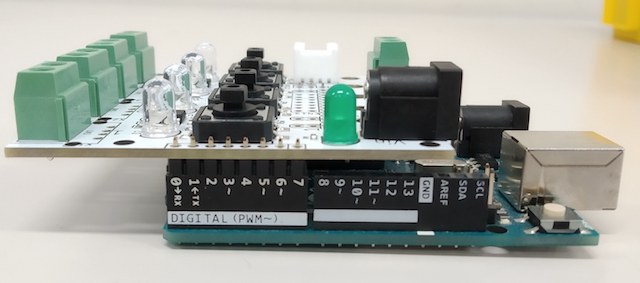 0→RX
1←TX
2
3~
4
5~
6~
7
8
9~
10~
11~
12
13
GND
AREF
SDA
SCL
DIGITAL (PWM~)